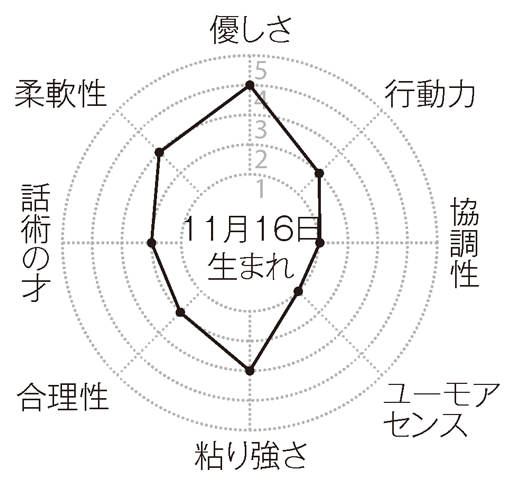 優しさ
柔軟性
行動力
5
4
3
2
1
話術の才
11月16日
生まれ
協調性
合理性
ユーモア
センス
粘り強さ